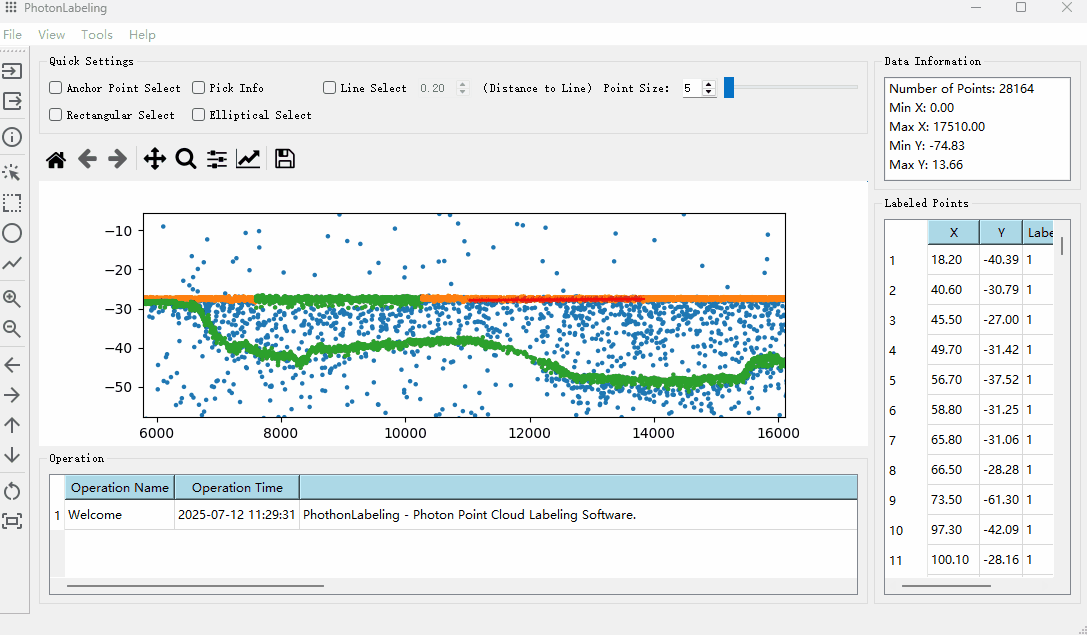 PhotonLabeling
File View Tools Help
Quick Settings
Anchor Point Select Pick Info Line Select 0.20 (Distance to Line) Point Size: 5
Rectangular Select Elliptical Select
Data Information
Number of Points: 28164
Min X: 0.00
Max X: 17510.00
Min Y: -74.83
Max Y: 13.66
−10
−20
−30
−40
−50
6000 8000 10000 12000 14000 16000
Labeled Points
X Y Labe
1 18.20 -40.39 1
2 40.60 -30.79 1
3 45.50 -27.00 1
4 49.70 -31.42 1
5 56.70 -37.52 1
6 58.80 -31.25 1
7 65.80 -31.06 1
8 66.50 -28.28 1
9 73.50 -61.30 1
10 97.30 -42.09 1
11 100.10 -28.16 1
Operation
Operation Name Operation Time
1 Welcome 2025-07-12 11:29:31 PhothonLabeling - Photon Point Cloud Labeling Software.